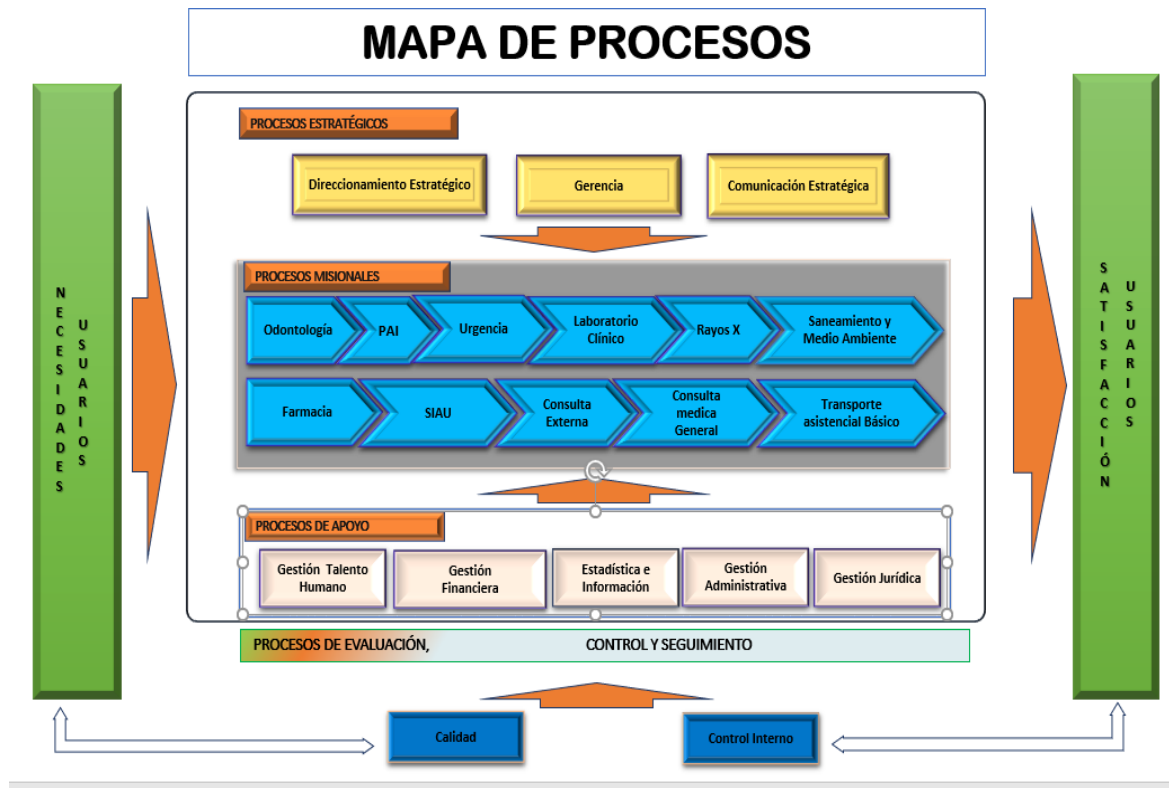 MAPA DE PROCESOS
NECESIDADES
USUARIOS
PROCESOS ESTRATÉGICOS
Direccionamiento Estratégico
Gerencia
Comunicación Estratégica
PROCESOS MISIONALES
Odontología
PAI
Urgencia
Laboratorio
Clínico
Rayos X
Saneamiento y
Medio Ambiente
Farmacia
SIAU
Consulta
Externa
Consulta
medica
General
Transporte
asistencial Básico
PROCESOS DE APOYO
Gestión Talento
Humano
Gestión
Financiera
Estadística e
Información
Gestión
Administrativa
Gestión Jurídica
PROCESOS DE EVALUACIÓN, CONTROL Y SEGUIMIENTO
Calidad
Control Interno
SATISFACCIÓN
USUARIOS